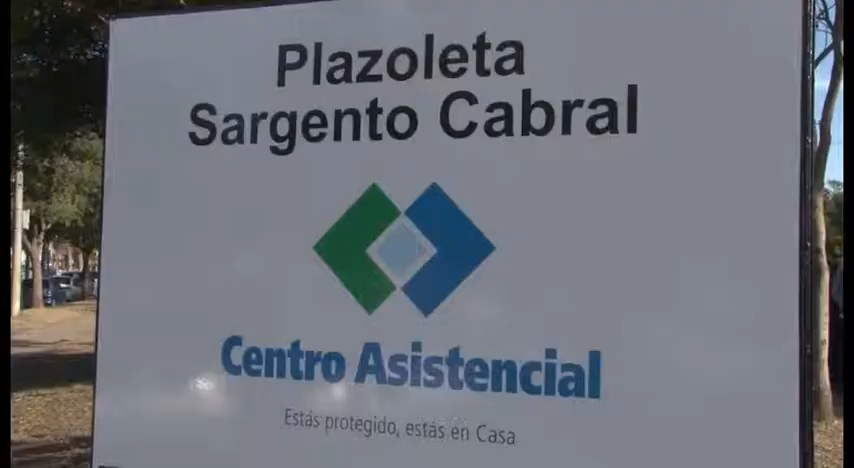 Plazoleta
Sargento Cabral
Centro Asistencial
Estás protegido, estás en Casa